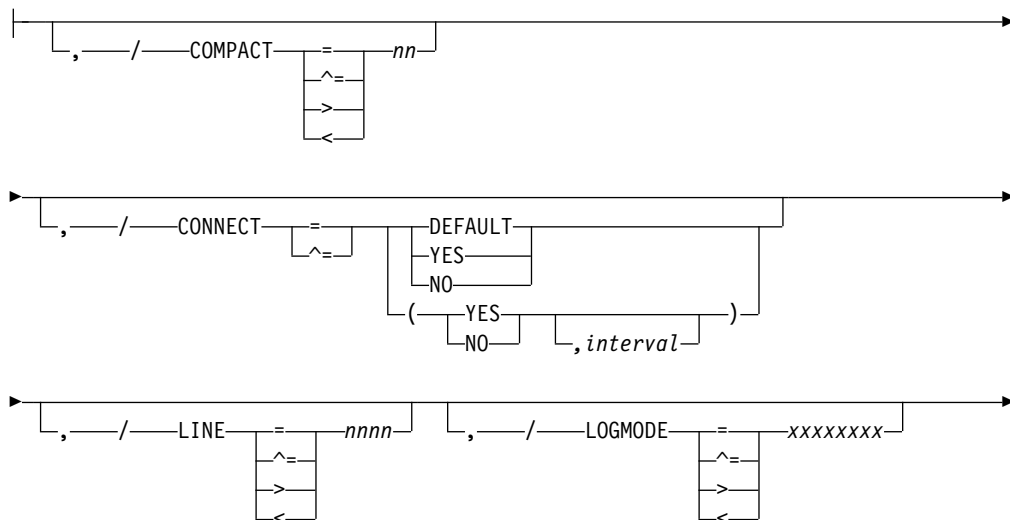 , / COMPACT = nn
^=
>
<
, / CONNECT = DEFAULT
^= YES
NO
( YES )
NO ,interval
, / LINE = nnnn , / LOGMODE = xxxxxxxx
^= ^=
> >
< <